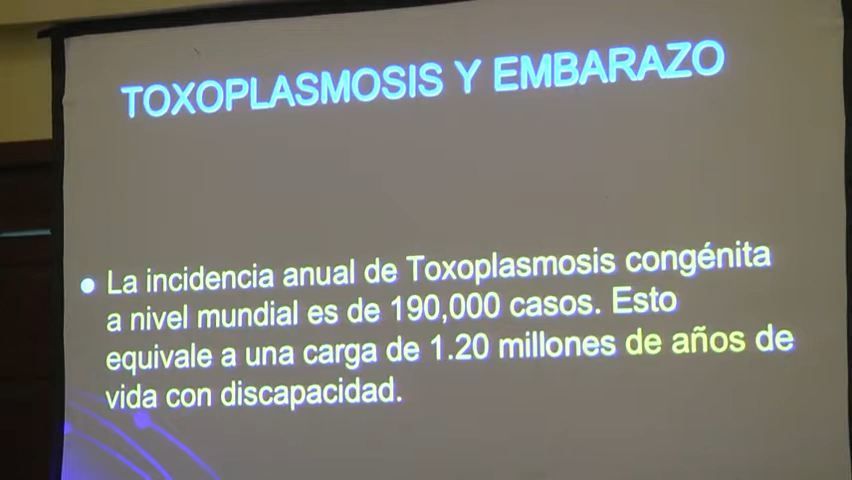 TOXOPLASMOSIS Y EMBARAZO
La incidencia anual de Toxoplasmosis congénita
a nivel mundial es de 190,000 casos. Esto
equivale a una carga de 1.20 millones de años de
vida con discapacidad.